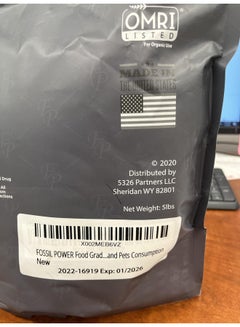 OMRI
LISTED
For Organic Use
MADE IN
THE UNITED STATES
© 2020
Distributed by
5326 Partners LLC
Sheridan WY 82801
Net Weight: 5lbs
X002MEB6VZ
FOSSIL POWER Food Grad...and Pets Consumption
New
2022-16919 Exp: 01/2026